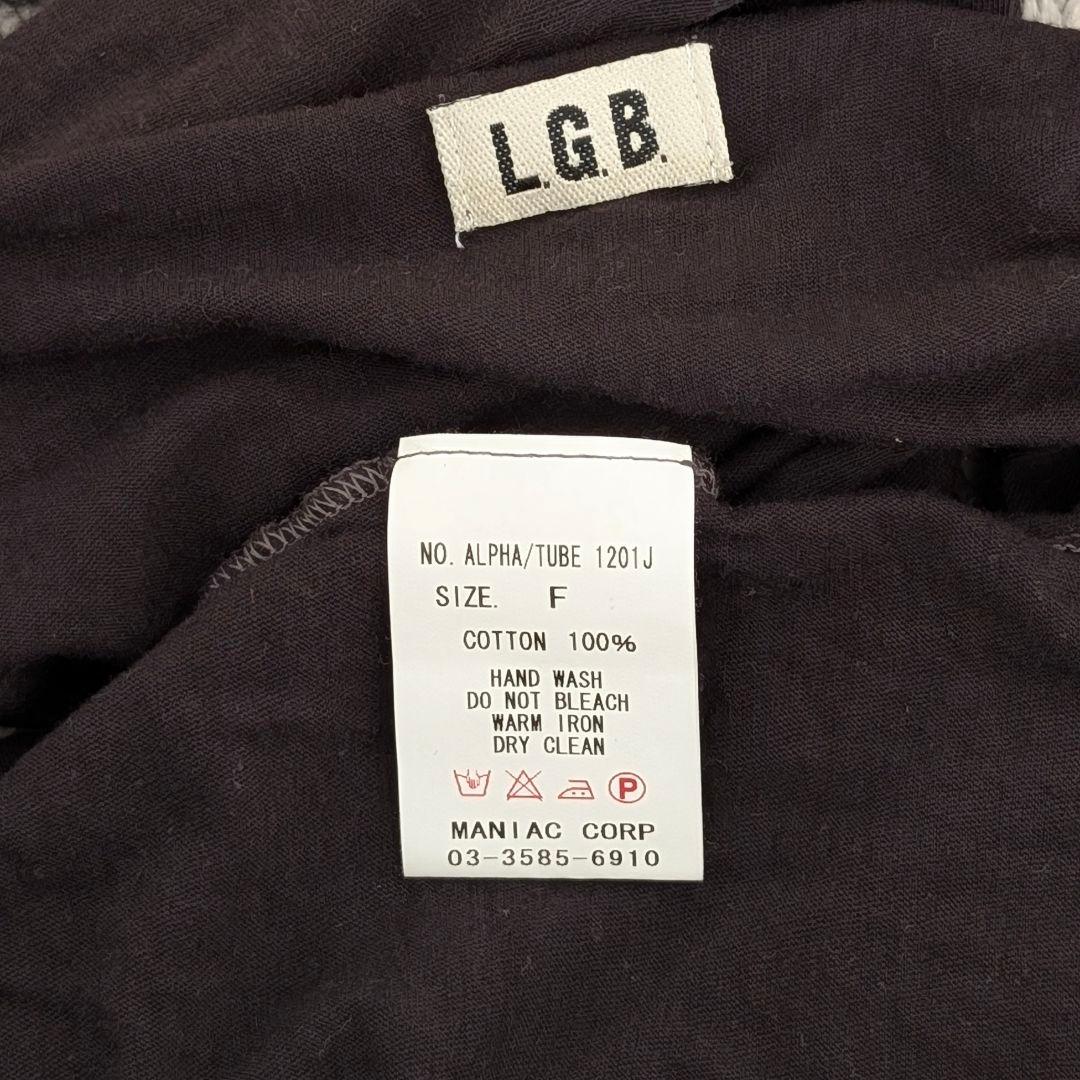 L.G.B.
NO. ALPHA/TUBE 1201J
SIZE. F
COTTON 100%
HAND WASH
DO NOT BLEACH
WARM IRON
DRY CLEAN
P
MANIAC CORP
03-3585-6910